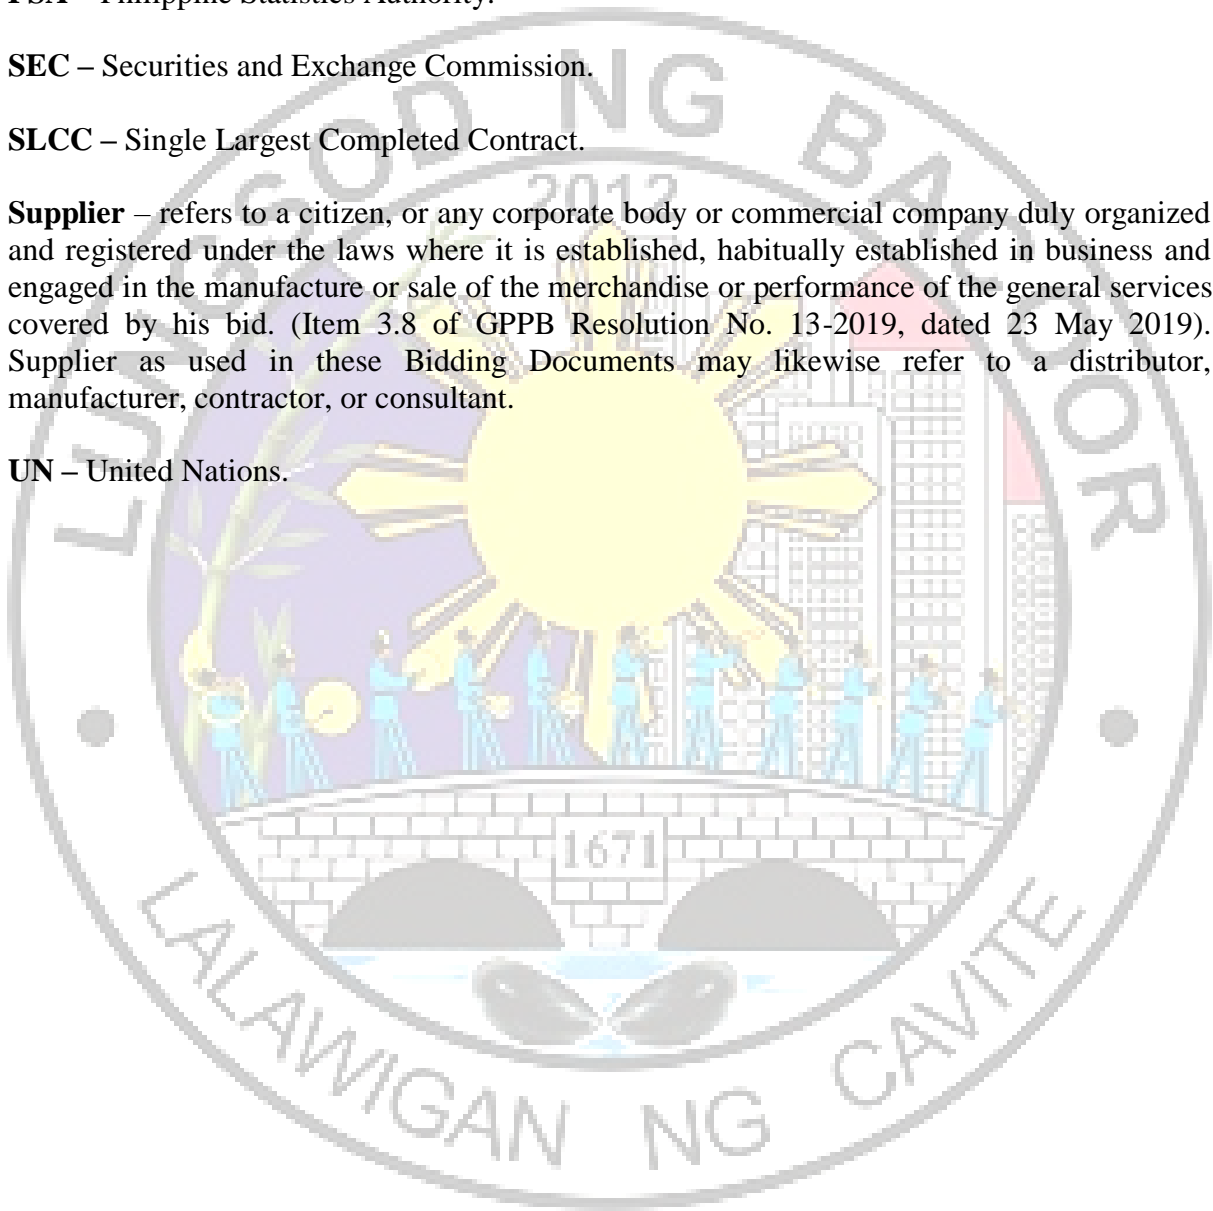 PSA – Philippine Statistics Authority.
SEC – Securities and Exchange Commission.
SLCC – Single Largest Completed Contract.
Supplier – refers to a citizen, or any corporate body or commercial company duly organized
and registered under the laws where it is established, habitually established in business and
engaged in the manufacture or sale of the merchandise or performance of the general services
covered by his bid. (Item 3.8 of GPPB Resolution No. 13-2019, dated 23 May 2019).
Supplier as used in these Bidding Documents may likewise refer to a distributor,
manufacturer, contractor, or consultant.
UN – United Nations.
LUNGSOD NG BACOOR
2012
1671
LALAWIGAN NG CAVITE